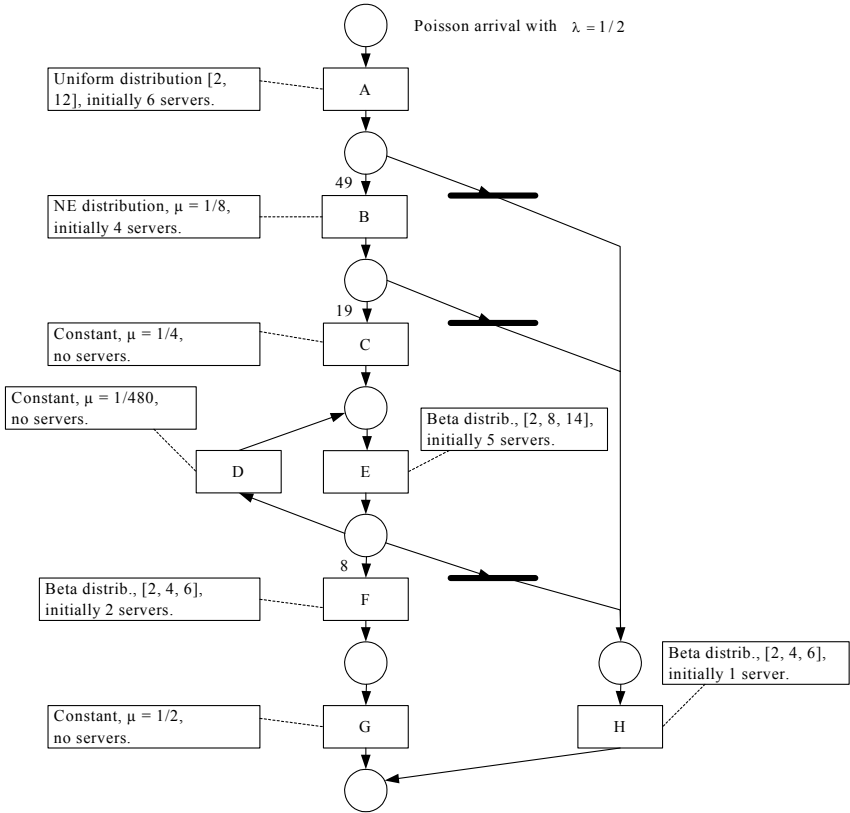 Poisson arrival with λ = 1/2
Uniform distribution [2,
12], initially 6 servers.
A
49
NE distribution, µ = 1/8,
initially 4 servers.
B
19
Constant, µ = 1/4,
no servers.
C
Constant, µ = 1/480,
no servers.
Beta distrib., [2, 8, 14],
initially 5 servers.
D
E
8
Beta distrib., [2, 4, 6],
initially 2 servers.
F
Beta distrib., [2, 4, 6],
initially 1 server.
Constant, µ = 1/2,
no servers.
G
H